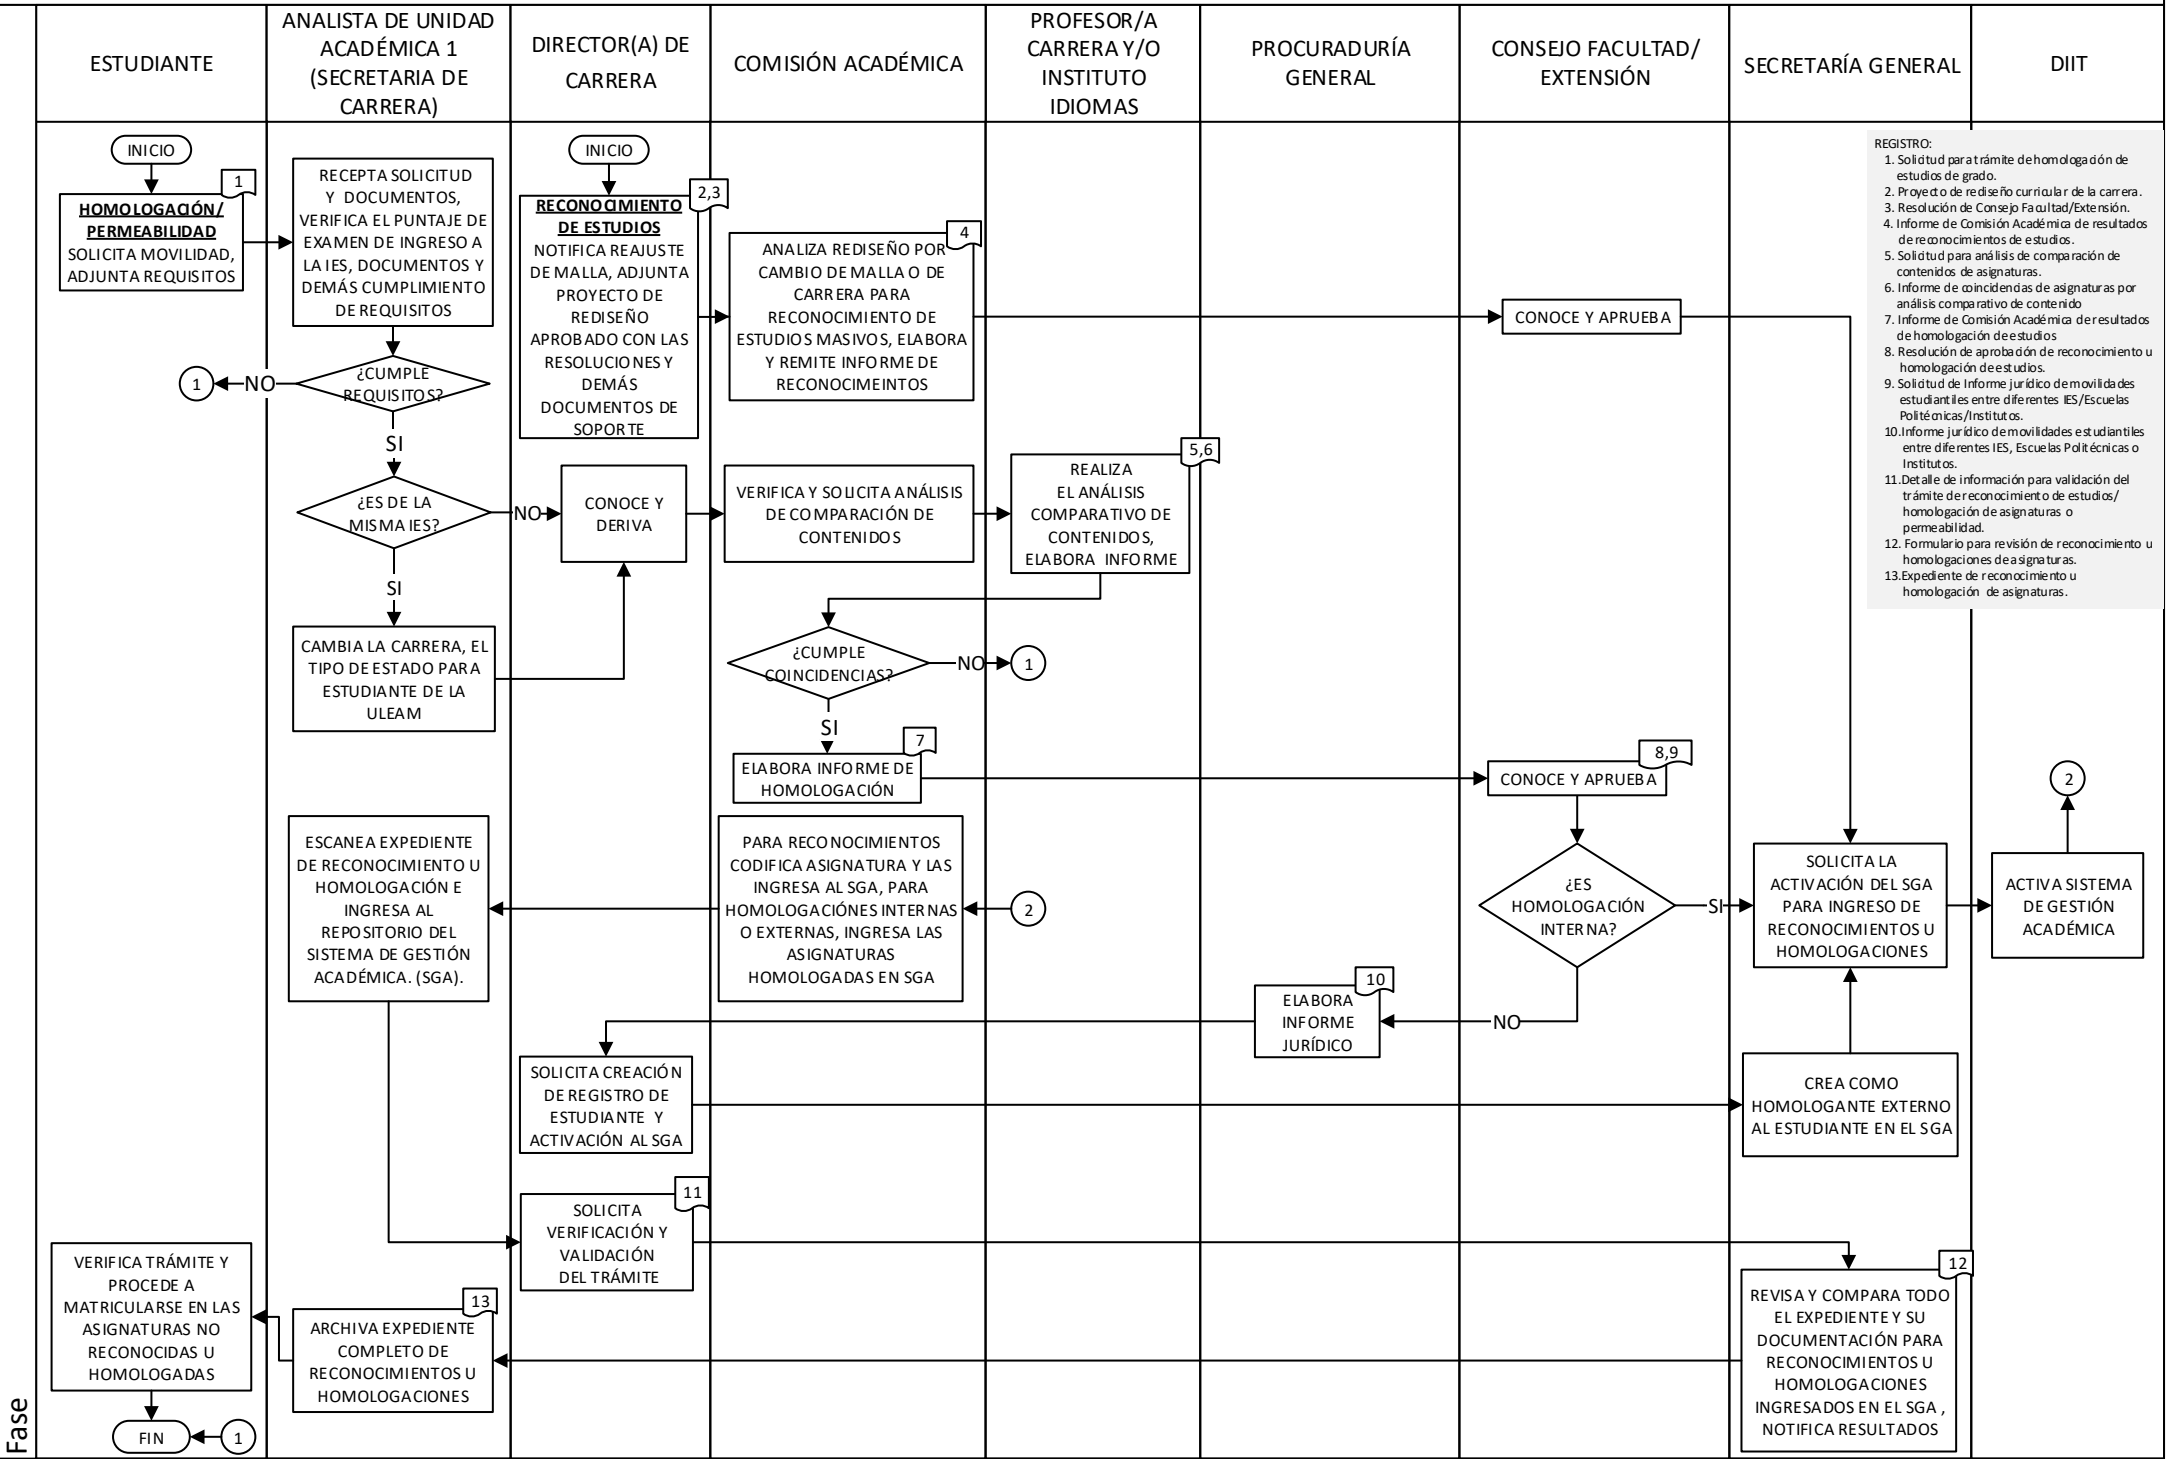 ESTUDIANTE
ANALISTA DE UNIDAD
ACADÉMICA 1
(SECRETARIA DE
CARRERA)
DIRECTOR(A) DE
CARRERA
COMISIÓN ACADÉMICA
PROFESOR/A
CARRERA Y/O
INSTITUTO
IDIOMAS
PROCURADURÍA
GENERAL
CONSEJO FACULTAD/
EXTENSIÓN
SECRETARÍA GENERAL
DIIT
INICIO
1
HOMOLOGACIÓN/
PERMEABILIDAD
SOLICITA MOVILIDAD,
ADJUNTA REQUISITOS
RECEPTA SOLICITUD
Y DOCUMENTOS,
VERIFICA EL PUNTAJE DE
EXAMEN DE INGRESO A
LA IES, DOCUMENTOS Y
DEMÁS CUMPLIMIENTO
DE REQUISITOS
INICIO
2,3
RECONOCIMIENTO
DE ESTUDIOS
NOTIFICA REAJUSTE
DE MALLA, ADJUNTA
PROYECTO DE
REDISEÑO
APROBADO CON LAS
RESOLUCIONES Y
DEMÁS
DOCUMENTOS DE
SOPORTE
4
ANALIZA REDISEÑO POR
CAMBIO DE MALLA O DE
CARRERA PARA
RECONOCIMIENTO DE
ESTUDIOS MASIVOS, ELABORA
Y REMITE INFORME DE
RECONOCIMEINTOS
CONOCE Y APRUEBA
REGISTRO:
1. Solicitud para trámite de homologación de
estudios de grado.
2. Proyecto de rediseño curricular de la carrera.
3. Resolución de Consejo Facultad/Extensión.
4. Informe de Comisión Académica de resultados
de reconocimientos de estudios.
5. Solicitud para análisis de comparación de
contenidos de asignaturas.
6. Informe de coincidencias de asignaturas por
análisis comparativo de contenido
7. Informe de Comisión Académica de resultados
de homologación de estudios
8. Resolución de aprobación de reconocimiento u
homologación de estudios.
9. Solicitud de Informe jurídico de movilidades
estudiantiles entre diferentes IES/Escuelas
Politécnicas/Institutos.
10.Informe jurídico de movilidades estudiantiles
entre diferentes IES, Escuelas Politécnicas o
Institutos.
11.Detalle de información para validación del
trámite de reconocimiento de estudios/
homologación de asignaturas o
permeabilidad.
12. Formulario para revisión de reconocimiento u
homologaciones de asignaturas.
13.Expediente de reconocimiento u
homologación de asignaturas.
1
NO
¿CUMPLE
REQUISITOS?
SI
¿ES DE LA
MISMA IES?
NO
CONOCE Y
DERIVA
VERIFICA Y SOLICITA ANÁLISIS
DE COMPARACIÓN DE
CONTENIDOS
5,6
REALIZA
EL ANÁLISIS
COMPARATIVO DE
CONTENIDOS,
ELABORA INFORME
SI
CAMBIA LA CARRERA, EL
TIPO DE ESTADO PARA
ESTUDIANTE DE LA
ULEAM
¿CUMPLE
COINCIDENCIAS?
NO
1
SI
7
ELABORA INFORME DE
HOMOLOGACIÓN
8,9
CONOCE Y APRUEBA
2
ESCANEA EXPEDIENTE
DE RECONOCIMIENTO U
HOMOLOGACIÓN E
INGRESA AL
REPOSITORIO DEL
SISTEMA DE GESTIÓN
ACADÉMICA. (SGA).
PARA RECONOCIMIENTOS
CODIFICA ASIGNATURA Y LAS
INGRESA AL SGA, PARA
HOMOLOGACIÓNES INTERNAS
O EXTERNAS, INGRESA LAS
ASIGNATURAS
HOMOLOGADAS EN SGA
2
¿ES
HOMOLOGACIÓN
INTERNA?
SI
SOLICITA LA
ACTIVACIÓN DEL SGA
PARA INGRESO DE
RECONOCIMIENTOS U
HOMOLOGACIONES
ACTIVA SISTEMA
DE GESTIÓN
ACADÉMICA
10
ELABORA
INFORME
JURÍDICO
NO
SOLICITA CREACIÓN
DE REGISTRO DE
ESTUDIANTE Y
ACTIVACIÓN AL SGA
CREA COMO
HOMOLOGANTE EXTERNO
AL ESTUDIANTE EN EL SGA
11
SOLICITA
VERIFICACIÓN Y
VALIDACIÓN
DEL TRÁMITE
VERIFICA TRÁMITE Y
PROCEDE A
MATRICULARSE EN LAS
ASIGNATURAS NO
RECONOCIDAS U
HOMOLOGADAS
13
ARCHIVA EXPEDIENTE
COMPLETO DE
RECONOCIMIENTOS U
HOMOLOGACIONES
12
REVISA Y COMPARA TODO
EL EXPEDIENTE Y SU
DOCUMENTACIÓN PARA
RECONOCIMIENTOS U
HOMOLOGACIONES
INGRESADOS EN EL SGA ,
NOTIFICA RESULTADOS
FIN
1
Fase